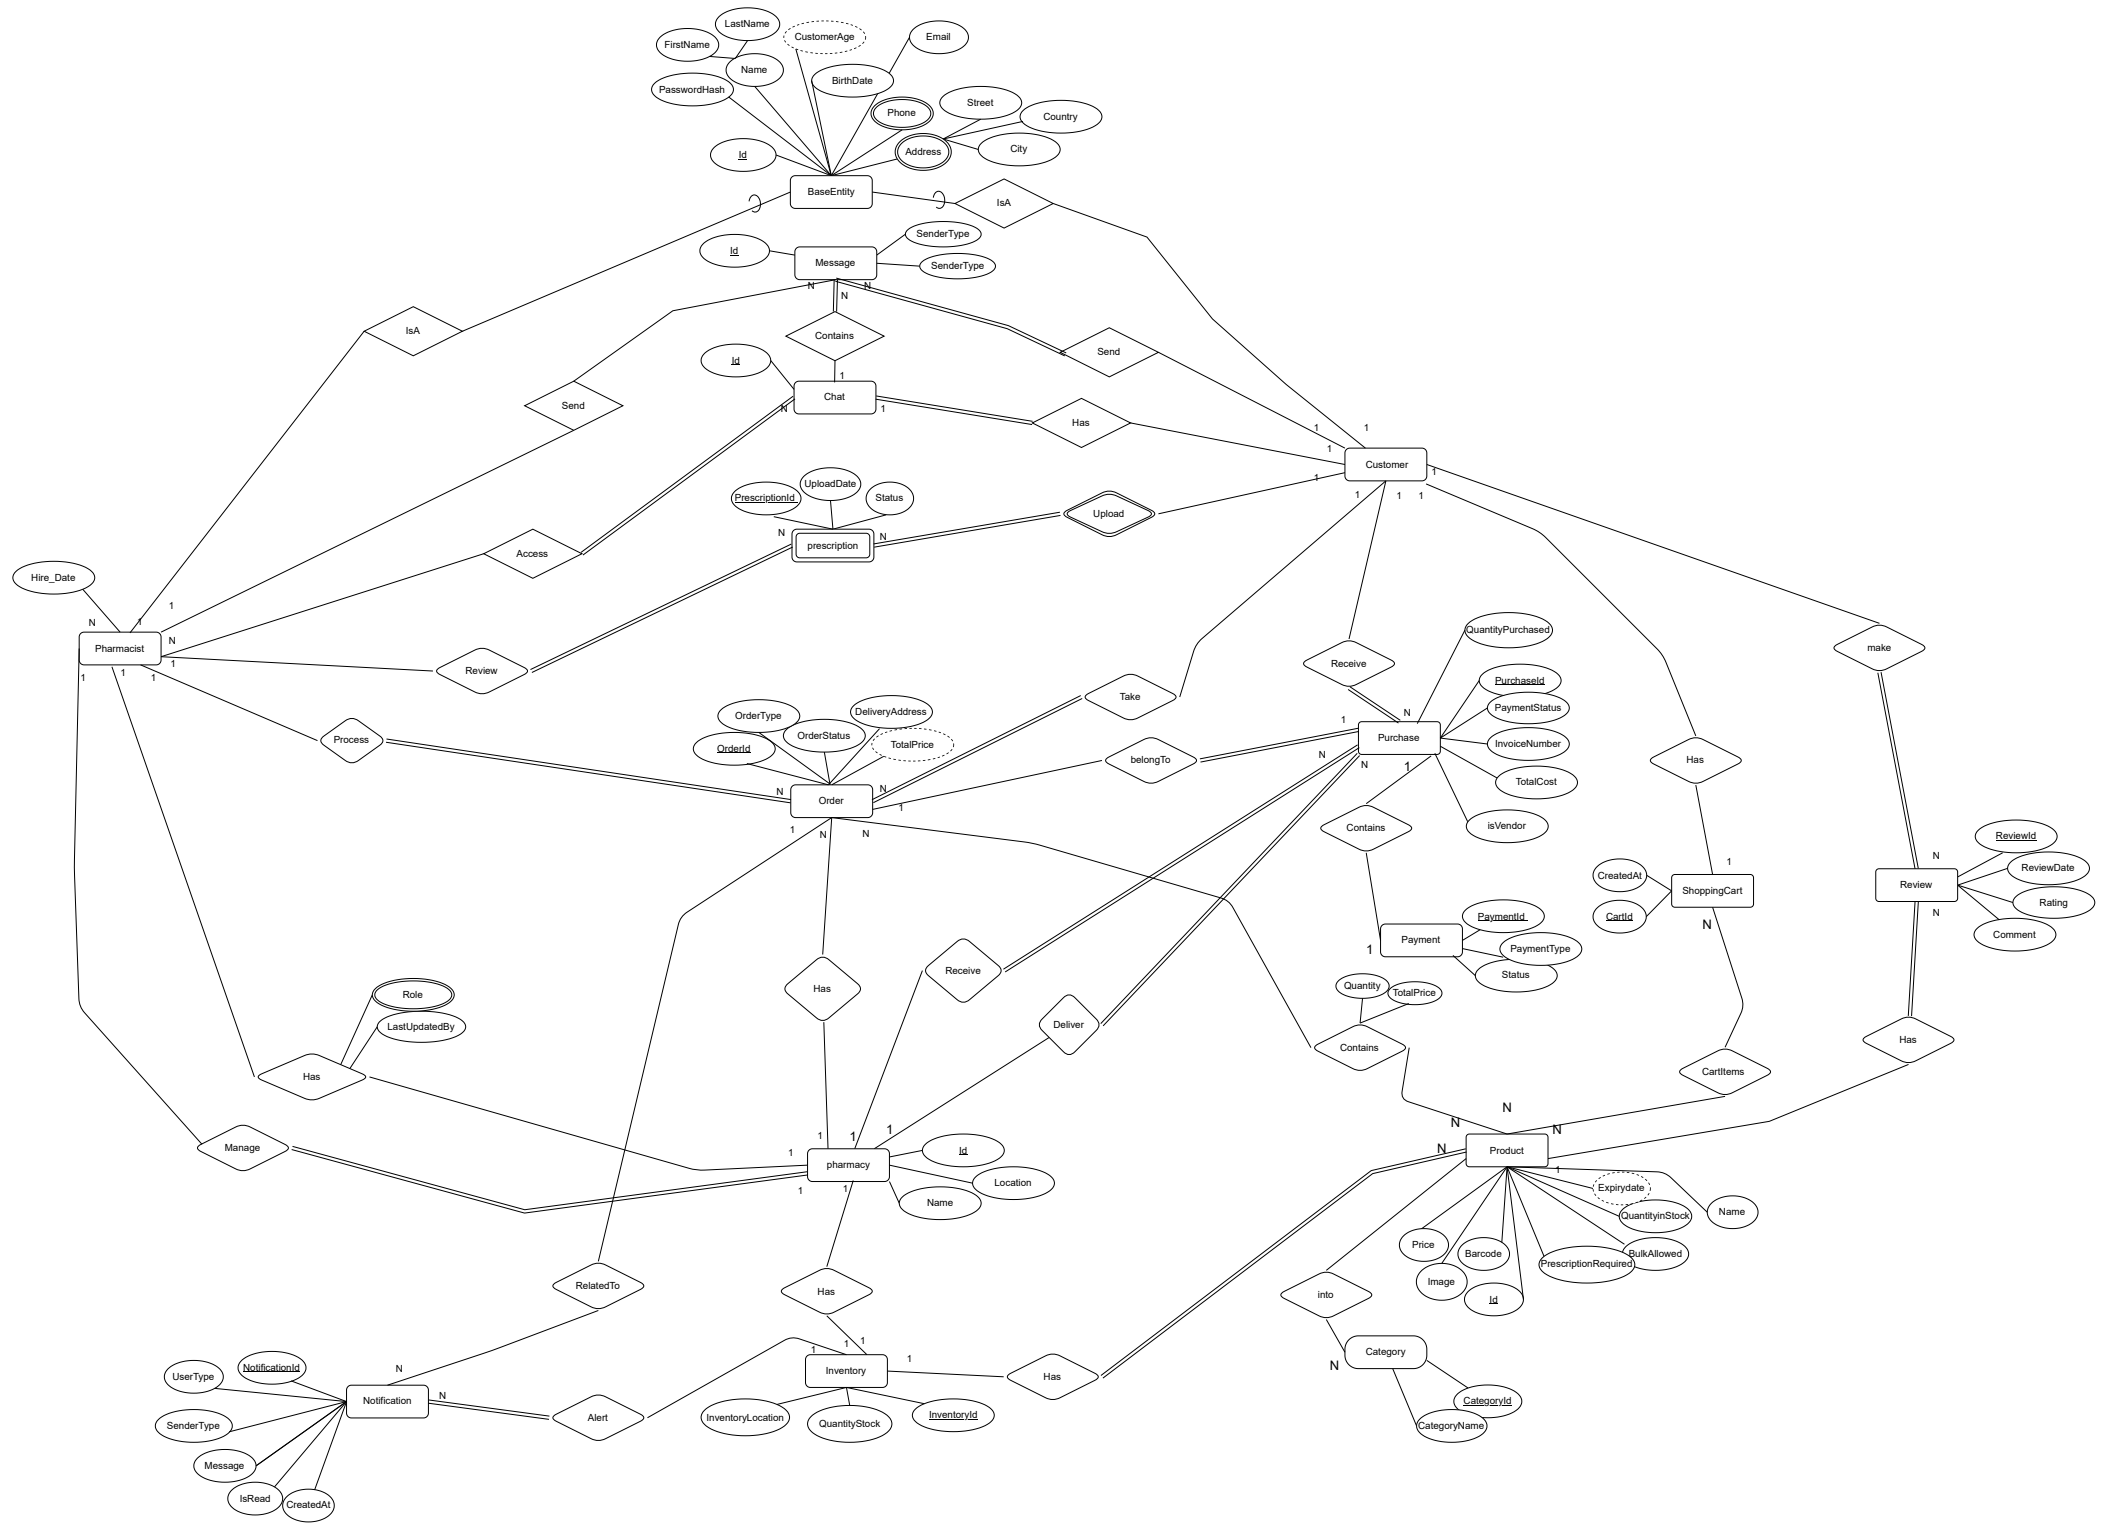 LastName
FirstName
CustomerAge
Email
Name
BirthDate
PasswordHash
Phone
Street
Country
Address
City
Id
BaseEntity
IsA
SenderType
Id
Message
SenderType
N
N
N
IsA
Contains
Send
Id
1
Chat
N
1
Has
Send
1
1
1
Customer
1
1
1
1
1
UploadDate
PrescriptionId
Status
Upload
N
N
prescription
Access
Hire_Date
1
N
1
N
Pharmacist
1
1
1
1
Review
QuantityPurchased
make
Receive
PurchaseId
PaymentStatus
Take
OrderType
DeliveryAddress
OrderStatus
TotalPrice
OrderId
Process
N
1
Purchase
InvoiceNumber
belongTo
N
N
1
Has
TotalCost
N
N
Order
1
isVendor
Contains
1
N
N
1
N
ReviewId
ReviewDate
CreatedAt
ShoppingCart
Review
Rating
CartId
N
N
Comment
PaymentId
Payment
1
PaymentType
Status
Receive
Has
Quantity
TotalPrice
Role
LastUpdatedBy
Deliver
Contains
Has
CartItems
Has
N
N
N
1
1
1
Manage
N
Product
1
Id
1
pharmacy
1
1
Location
Name
Expirydate
QuantityinStock
Name
Price
Barcode
BulkAllowed
PrescriptionRequired
Image
Id
RelatedTo
Has
into
1
1
1
1
Category
N
N
NotificationId
UserType
Inventory
Has
N
Notification
CategoryId
CategoryName
InventoryLocation
QuantityStock
InventoryId
Alert
SenderType
Message
IsRead
CreatedAt